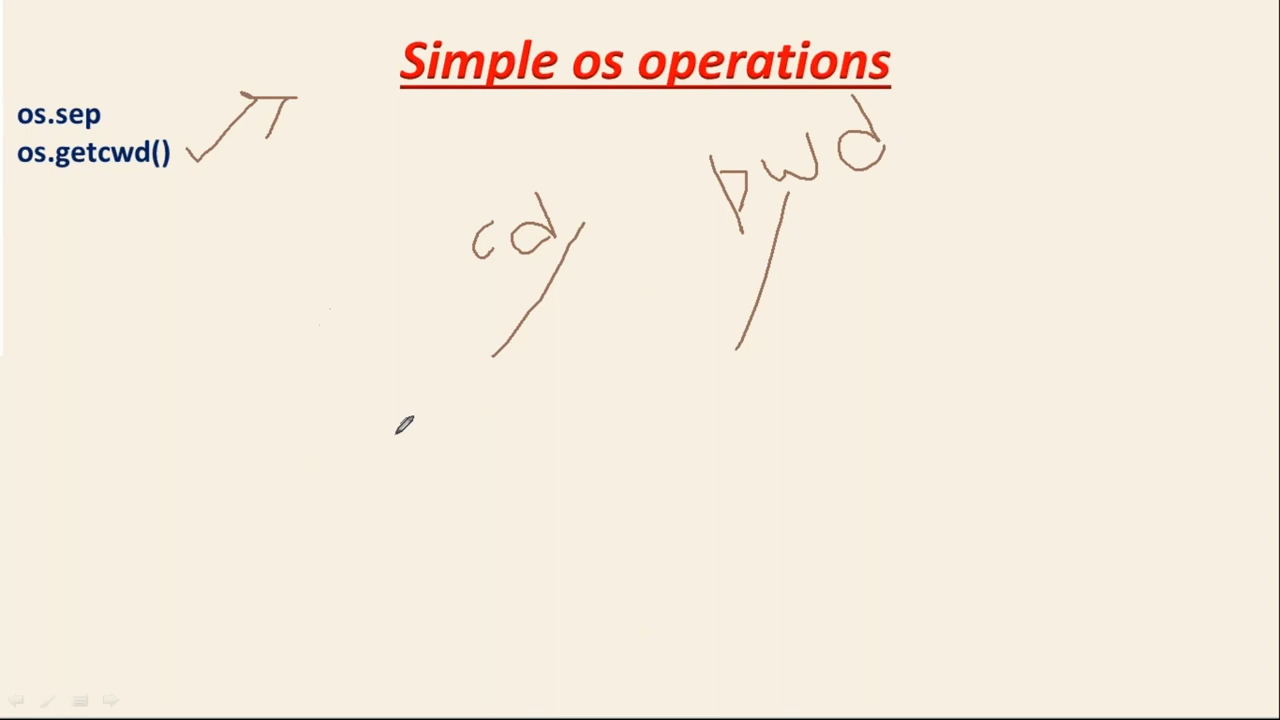 Simple os operations
os.sep
os.getcwd()
pwd
cd